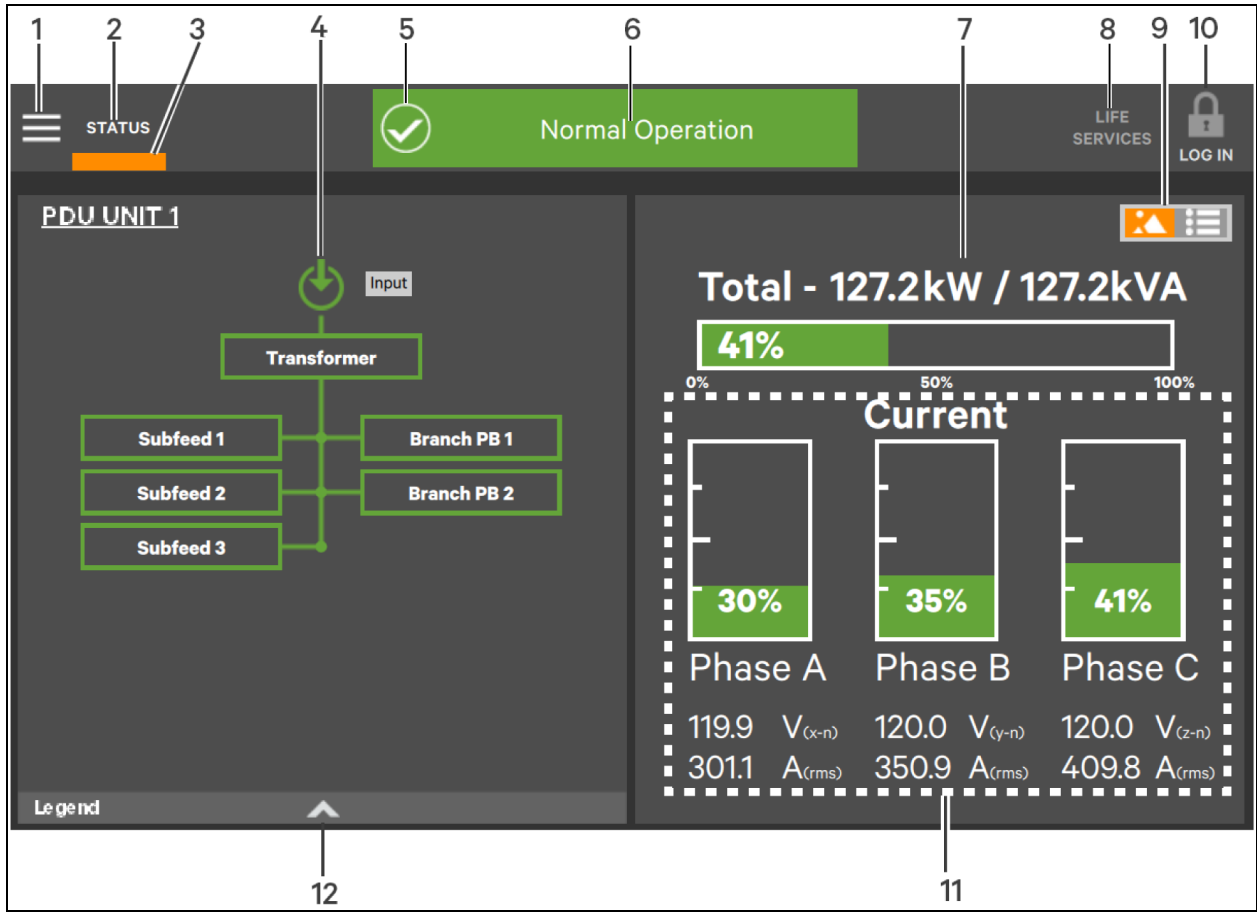 1 2 3 4 5 6 7 8 9 10
STATUS
Normal Operation
LIFE
SERVICES
LOG IN
PDU UNIT 1
Input
Transformer
Subfeed 1 Branch PB 1
Subfeed 2 Branch PB 2
Subfeed 3
Legend
Total - 127.2kW / 127.2kVA
41%
0% 50% 100%
Current
30% 35% 41%
Phase A Phase B Phase C
119.9 V(x-n) 120.0 V(y-n) 120.0 V(z-n)
301.1 A(rms) 350.9 A(rms) 409.8 A(rms)
12 11